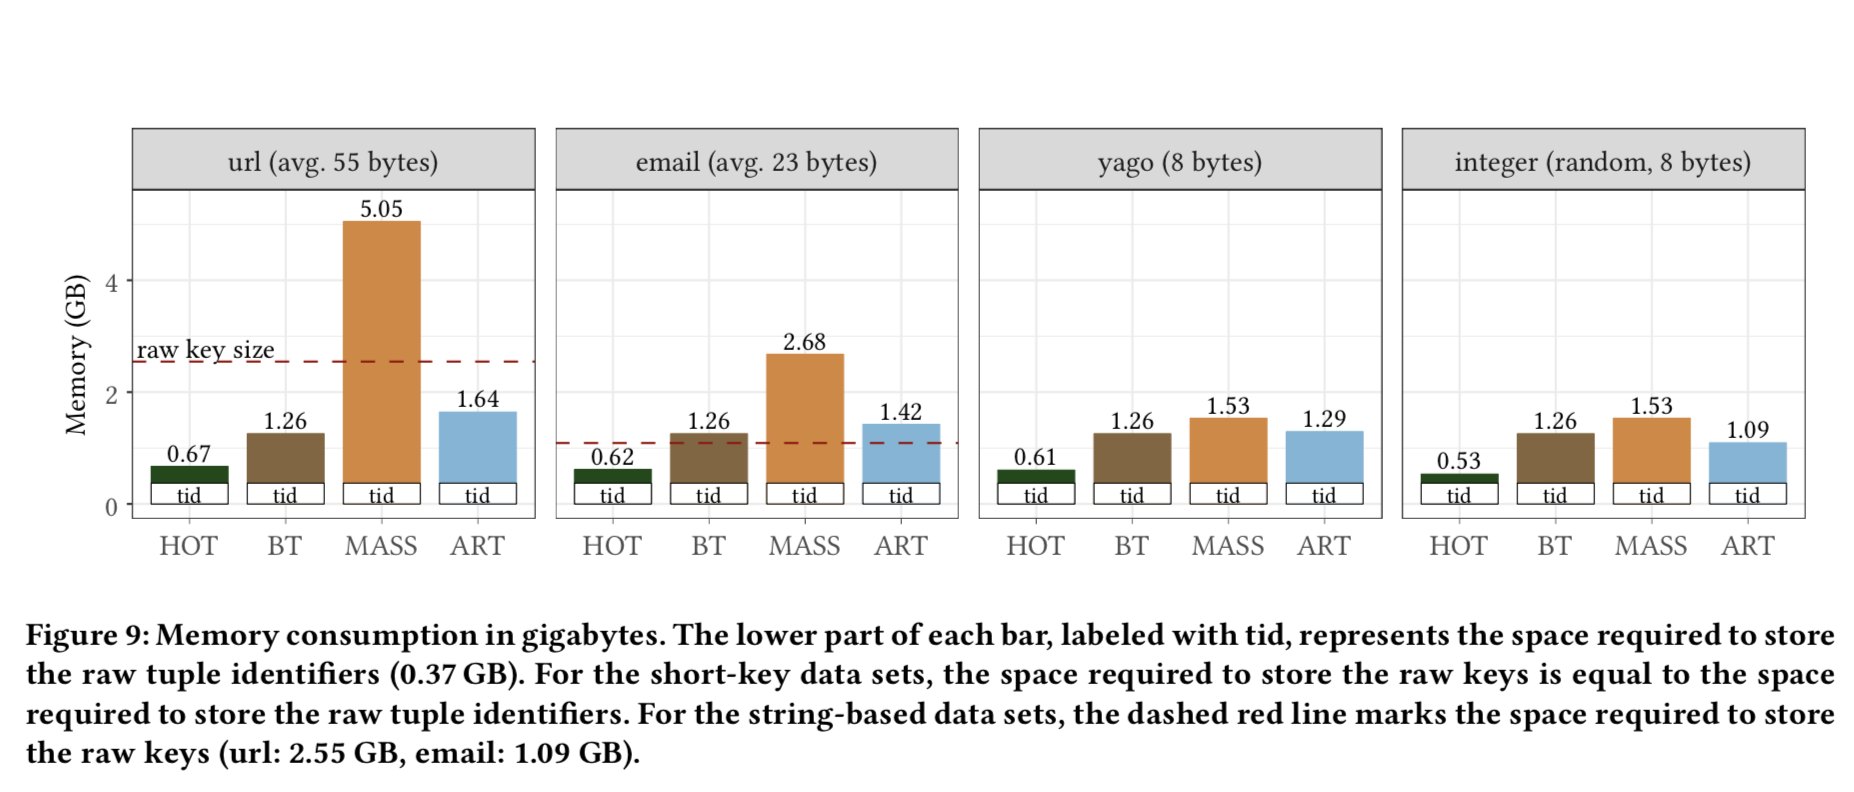 url (avg. 55 bytes)
email (avg. 23 bytes)
yago (8 bytes)
integer (random, 8 bytes)
Memory (GB)
4
2
0
raw key size
0.67
1.26
5.05
1.64
tid
tid
tid
tid
HOT
BT
MASS
ART
0.62
1.26
2.68
1.42
tid
tid
tid
tid
HOT
BT
MASS
ART
0.61
1.26
1.53
1.29
tid
tid
tid
tid
HOT
BT
MASS
ART
0.53
1.26
1.53
1.09
tid
tid
tid
tid
HOT
BT
MASS
ART
Figure 9: Memory consumption in gigabytes. The lower part of each bar, labeled with tid, represents the space required to store
the raw tuple identifiers (0.37 GB). For the short-key data sets, the space required to store the raw keys is equal to the space
required to store the raw tuple identifiers. For the string-based data sets, the dashed red line marks the space required to store
the raw keys (url: 2.55 GB, email: 1.09 GB).